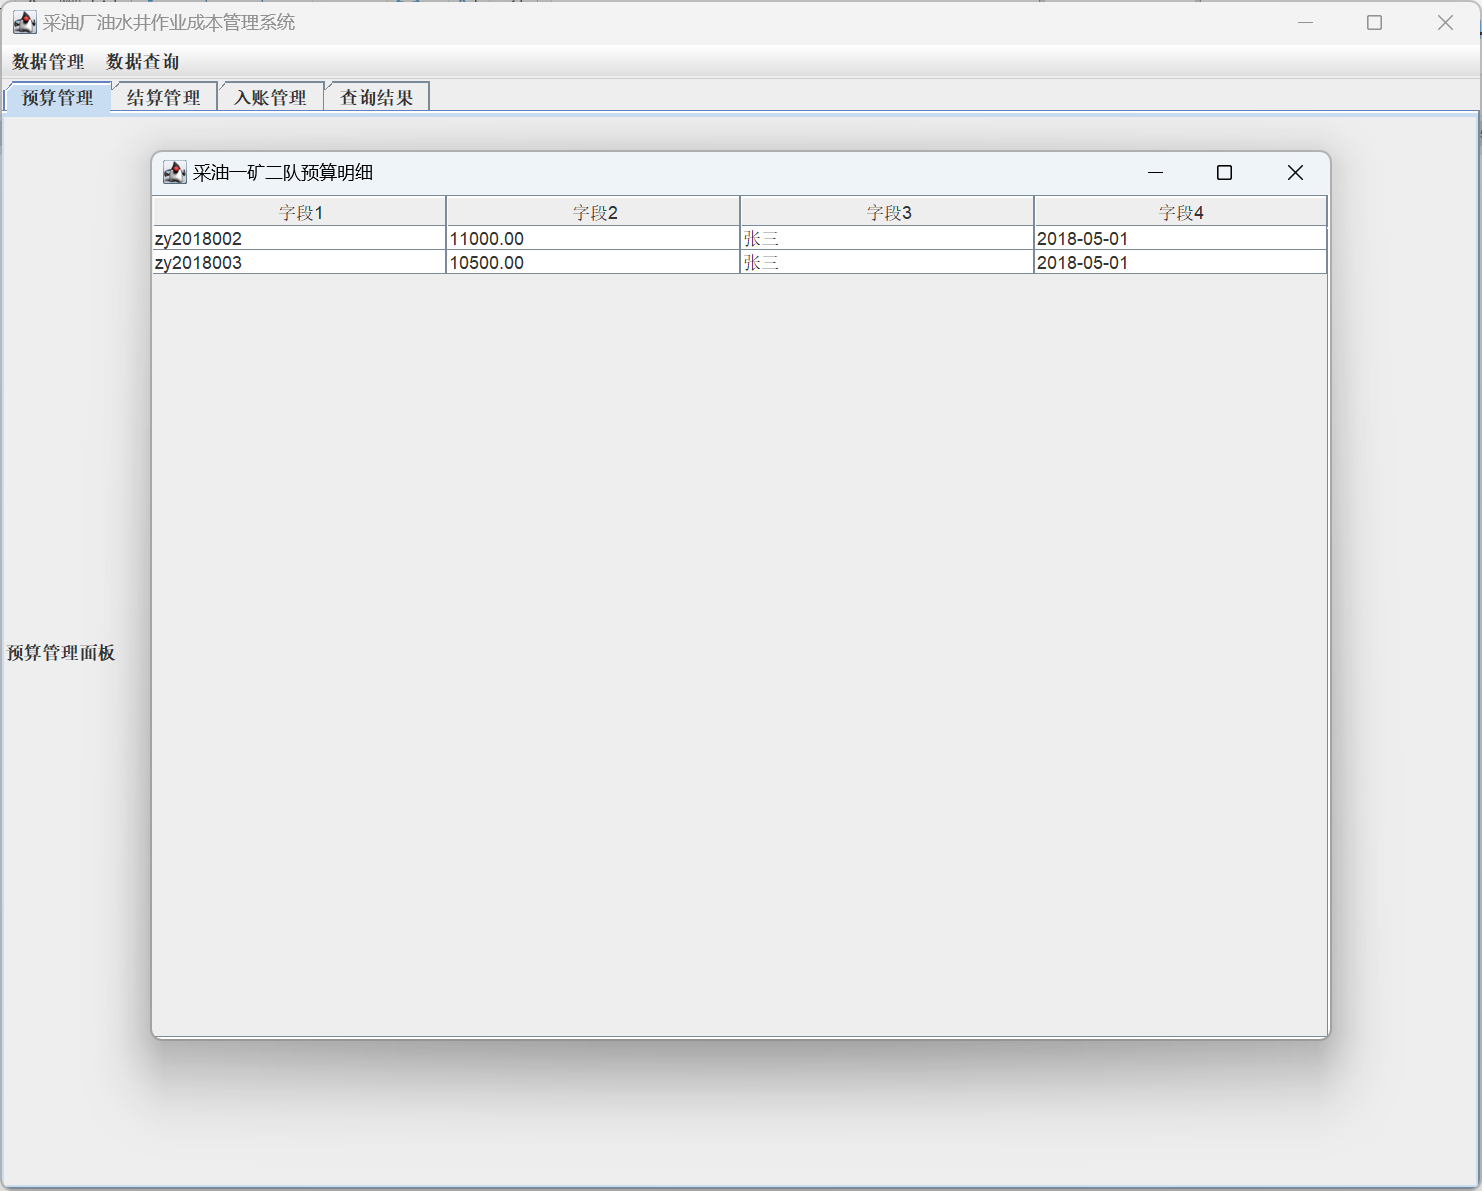 采油厂油水井作业成本管理系统
数据管理 数据查询
预算管理 结算管理 入账管理 查询结果
采油一矿二队预算明细
字段1 字段2 字段3 字段4
zy2018002 11000.00 张三 2018-05-01
zy2018003 10500.00 张三 2018-05-01
预算管理面板